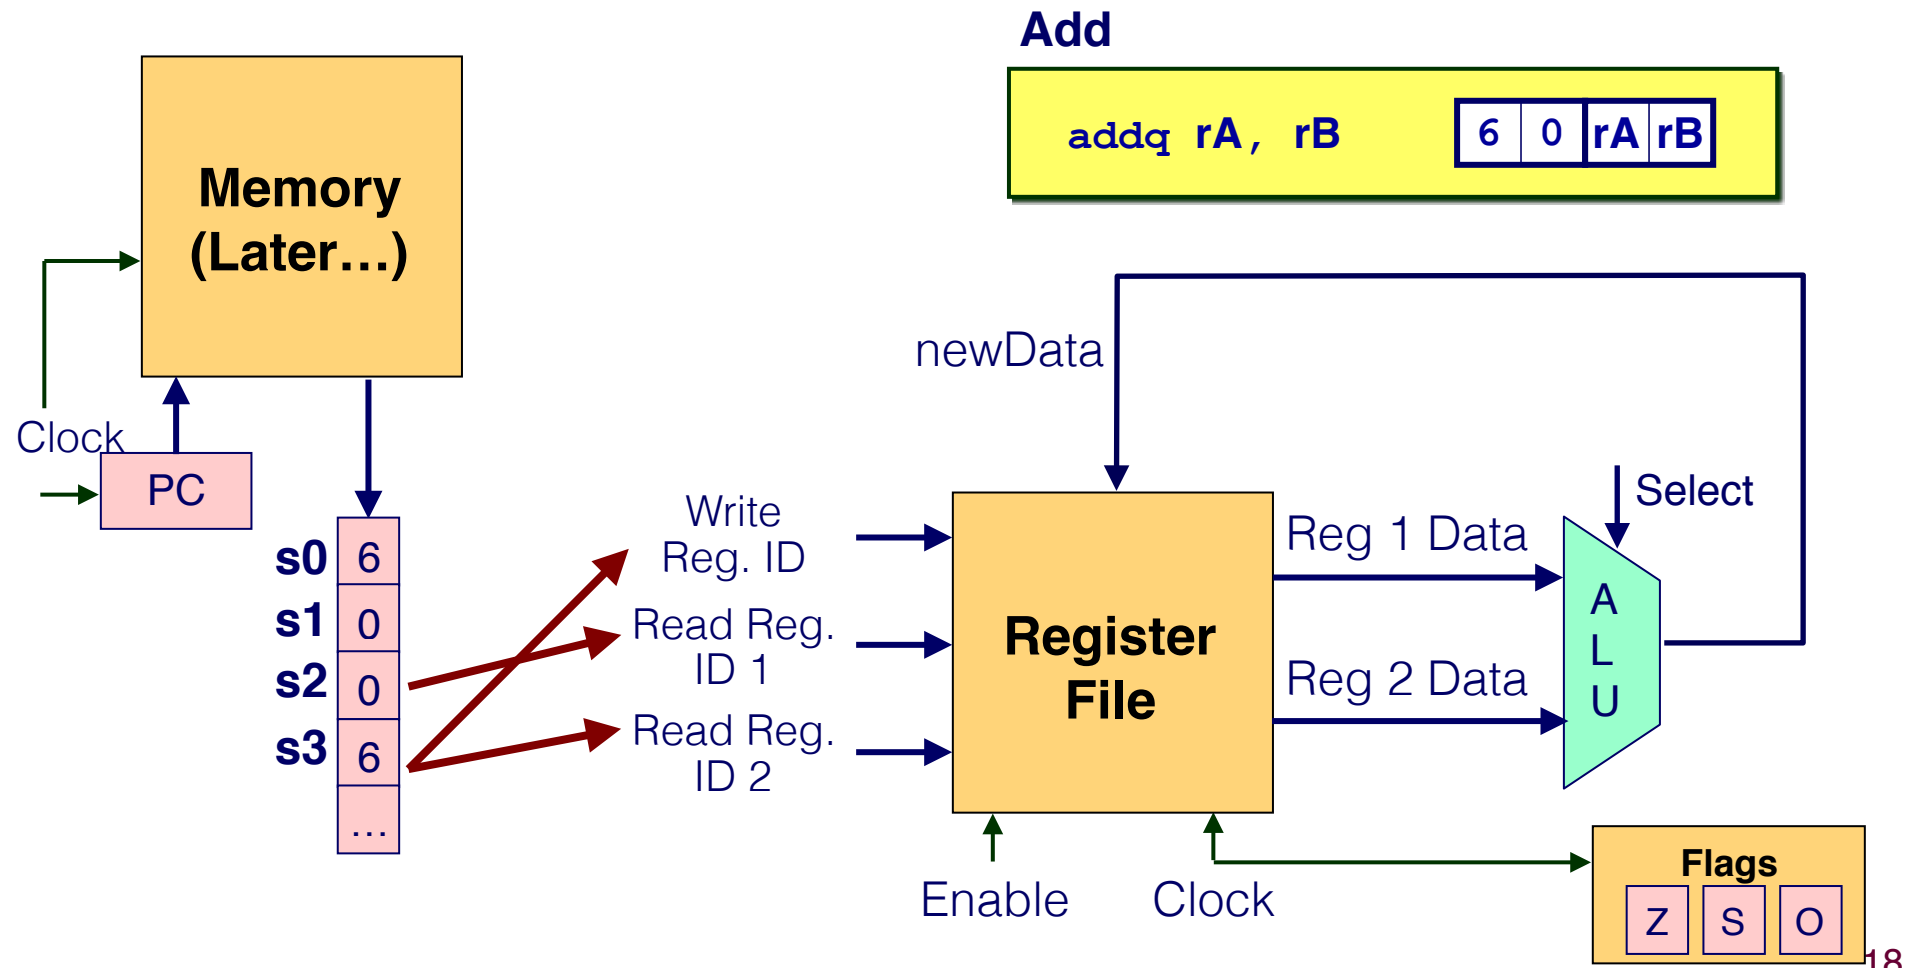 Add
addq rA, rB
6 0 rA rB
Memory
(Later…)
newData
Clock
PC
Select
Write
Reg. ID
Reg 1 Data
s0 6
s1 0
s2 0
s3 6
…
Read Reg.
ID 1
Read Reg.
ID 2
Register
File
Reg 2 Data
A
L
U
Enable
Clock
Flags
Z S O
18